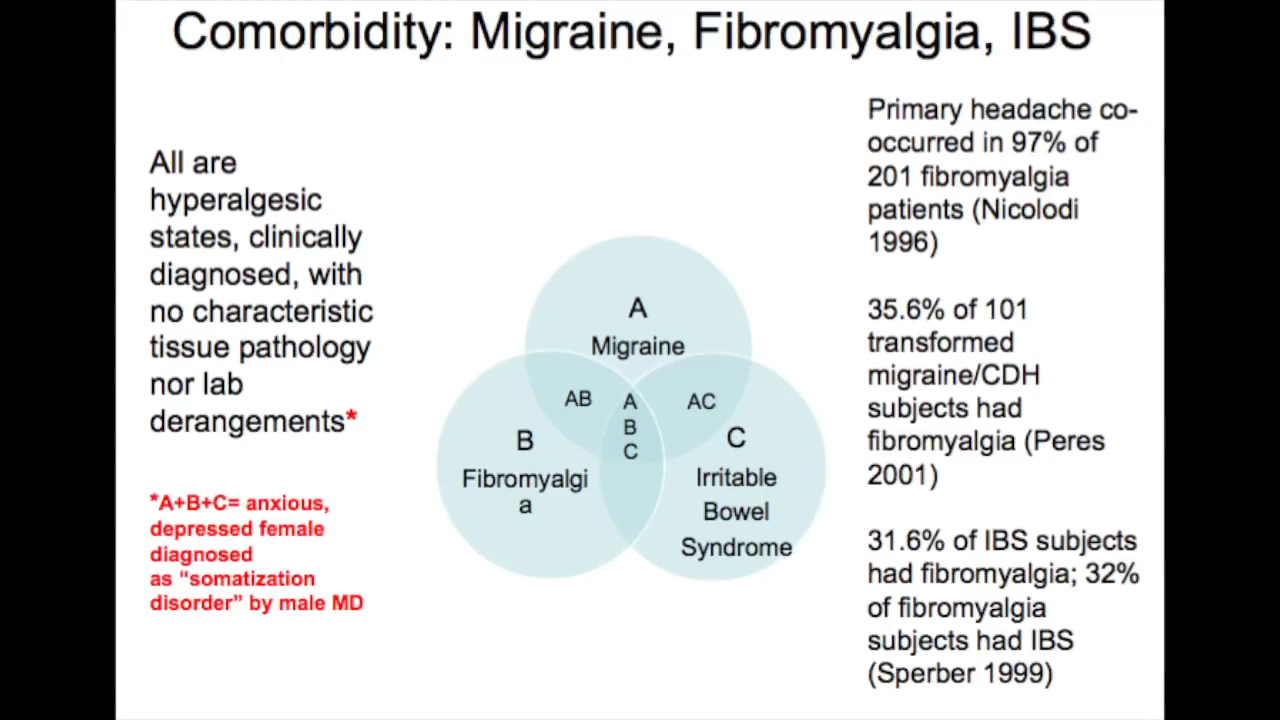 Comorbidity: Migraine, Fibromyalgia, IBS
All are
hyperalgesic
states, clinically
diagnosed, with
no characteristic
tissue pathology
nor lab
derangements*
*A+B+C= anxious,
depressed female
diagnosed
as “somatization
disorder” by male MD
A
Migraine
AB
A
B
C
AC
B
Fibromyalgi
a
C
Irritable
Bowel
Syndrome
Primary headache co-
occurred in 97% of
201 fibromyalgia
patients (Nicolodi
1996)
35.6% of 101
transformed
migraine/CDH
subjects had
fibromyalgia (Peres
2001)
31.6% of IBS subjects
had fibromyalgia; 32%
of fibromyalgia
subjects had IBS
(Sperber 1999)